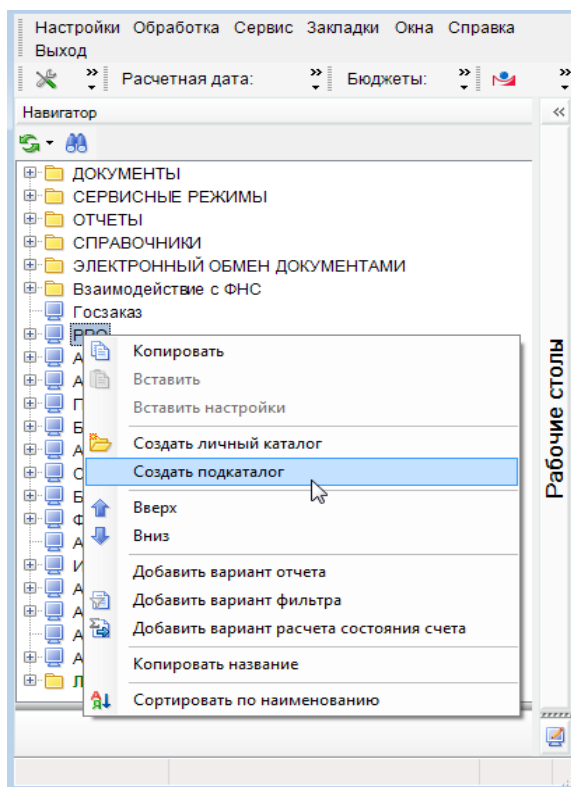 Настройки Обработка Сервис Закладки Окна Справка
Выход
Расчетная дата: Бюджеты:
Навигатор
ДОКУМЕНТЫ
СЕРВИСНЫЕ РЕЖИМЫ
ОТЧЕТЫ
СПРАВОЧНИКИ
ЭЛЕКТРОННЫЙ ОБМЕН ДОКУМЕНТАМИ
Взаимодействие с ФНС
Госзаказ
Копировать
Вставить
Вставить настройки
Создать личный каталог
Создать подкаталог
Вверх
Вниз
Добавить вариант отчета
Добавить вариант фильтра
Добавить вариант расчета состояния счета
Копировать название
Сортировать по наименованию
Рабочие столы